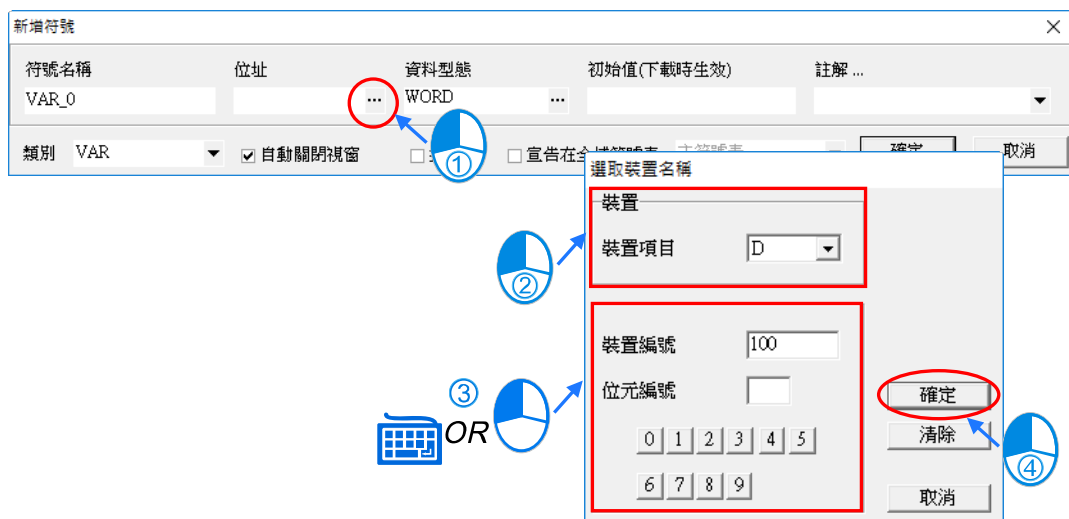 新增符號
符號名稱 位址 資料型態 初始值(下載時生效) 註解 ...
VAR_0 ... WORD ...
類別 VAR 自動關閉視窗 宣告在全域符號表 主符號表 確定 取消
①
選取裝置名稱
裝置
裝置項目 D
②
裝置編號 100
③
位元編號
確定
OR
0 1 2 3 4 5
清除
④
6 7 8 9
取消